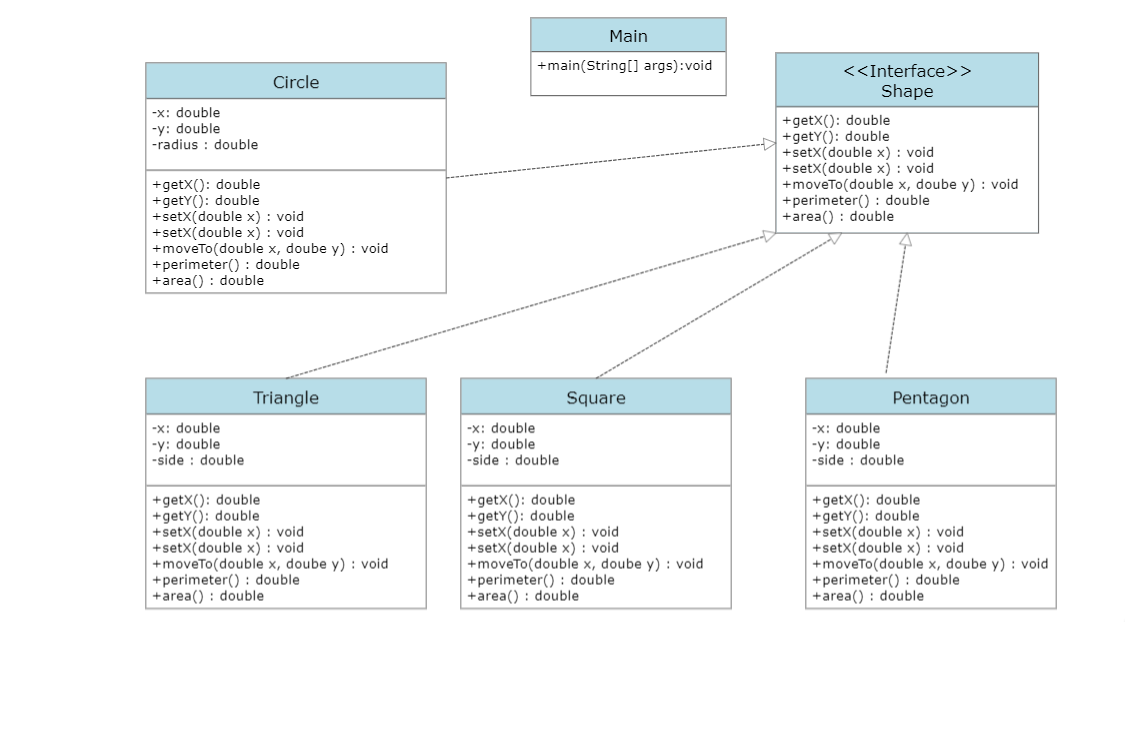 Main
+main(String[] args):void
Circle
-x: double
-y: double
-radius : double
+getX(): double
+getY(): double
+setX(double x) : void
+setX(double x) : void
+moveTo(double x, doube y) : void
+perimeter() : double
+area() : double
<<Interface>>
Shape
+getX(): double
+getY(): double
+setX(double x) : void
+setX(double x) : void
+moveTo(double x, doube y) : void
+perimeter() : double
+area() : double
Triangle
-x: double
-y: double
-side : double
+getX(): double
+getY(): double
+setX(double x) : void
+setX(double x) : void
+moveTo(double x, doube y) : void
+perimeter() : double
+area() : double
Square
-x: double
-y: double
-side : double
+getX(): double
+getY(): double
+setX(double x) : void
+setX(double x) : void
+moveTo(double x, doube y) : void
+perimeter() : double
+area() : double
Pentagon
-x: double
-y: double
-side : double
+getX(): double
+getY(): double
+setX(double x) : void
+setX(double x) : void
+moveTo(double x, doube y) : void
+perimeter() : double
+area() : double